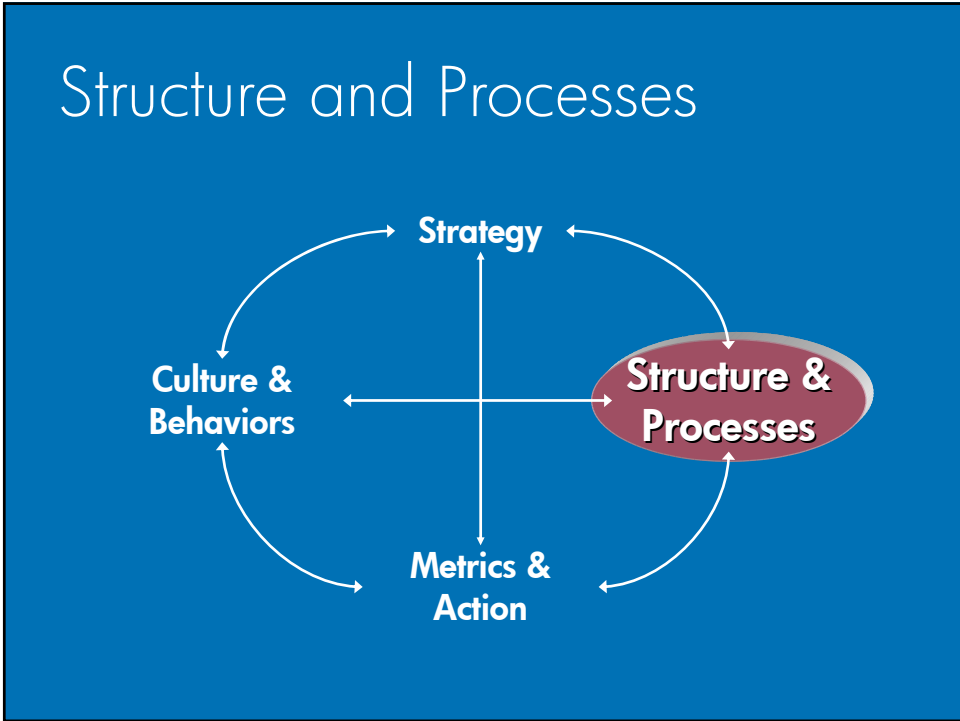 Structure and Processes
Strategy
Culture &
Behaviors
Structure &
Processes
Metrics &
Action